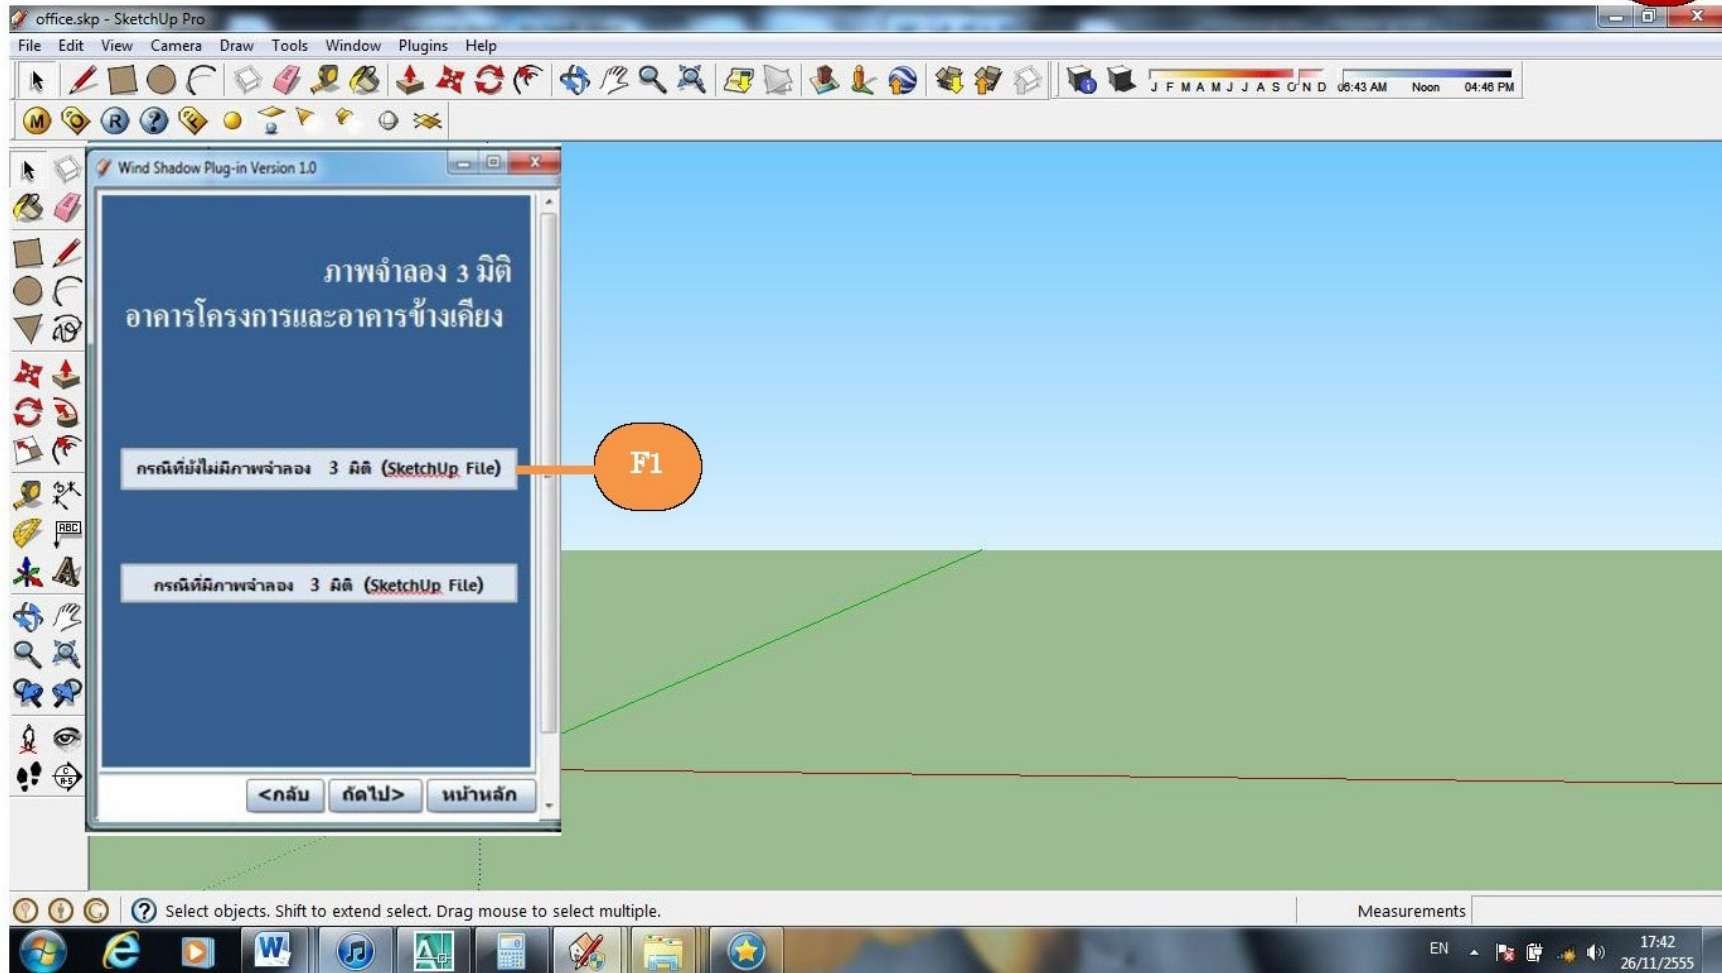 office.skp - SketchUp Pro
File Edit View Camera Draw Tools Window Plugins Help
J F M A M J J A S O N D 06:43 AM Noon 04:46 PM
M R ?
Wind Shadow Plug-in Version 1.0
ABC
ภาพจำลอง 3 มิติ
อาคารโครงการและอาคารข้างเคียง
กรณีที่ยังไม่มีภาพจำลอง 3 มิติ (SketchUp File)
F1
กรณีที่มีภาพจำลอง 3 มิติ (SketchUp File)
<กลับ ถัดไป> หน้าหลัก
Select objects. Shift to extend select. Drag mouse to select multiple.
Measurements
EN
17:42
26/11/2555